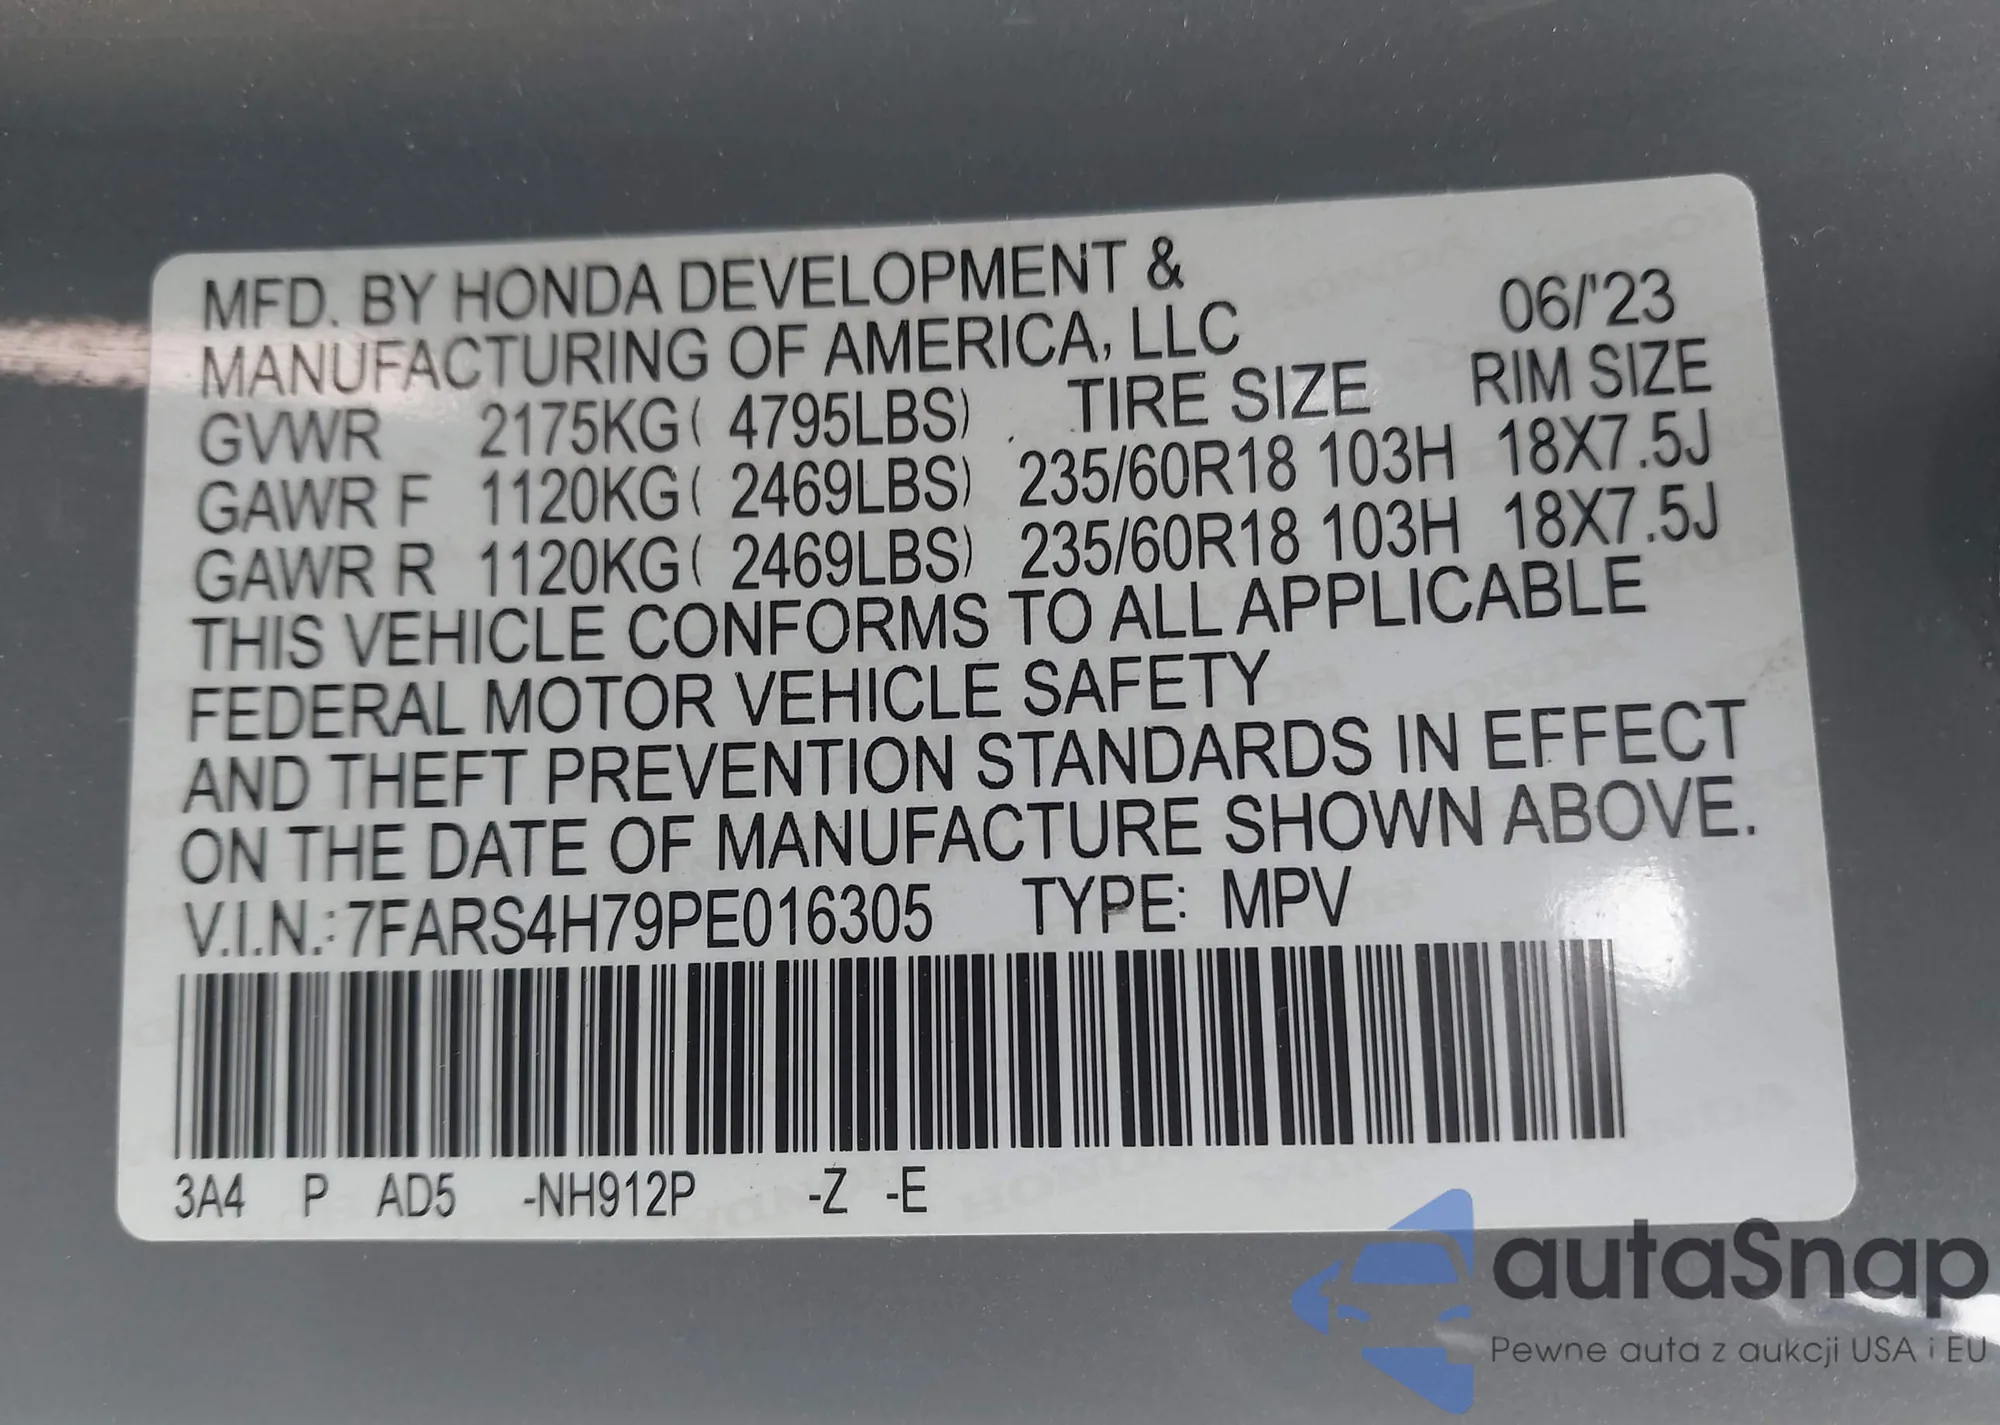 MFD. BY HONDA DEVELOPMENT &
MANUFACTURING OF AMERICA, LLC 06/'23
GVWR 2175KG( 4795LBS) TIRE SIZE RIM SIZE
GAWR F 1120KG( 2469LBS) 235/60R18 103H 18X7.5J
GAWR R 1120KG( 2469LBS) 235/60R18 103H 18X7.5J
THIS VEHICLE CONFORMS TO ALL APPLICABLE
FEDERAL MOTOR VEHICLE SAFETY
AND THEFT PREVENTION STANDARDS IN EFFECT
ON THE DATE OF MANUFACTURE SHOWN ABOVE.
V.I.N.:7FARS4H79PE016305 TYPE: MPV
3A4 P AD5 -NH912P -Z -E
autaSnap
Pewne auta z aukcji USA i EU